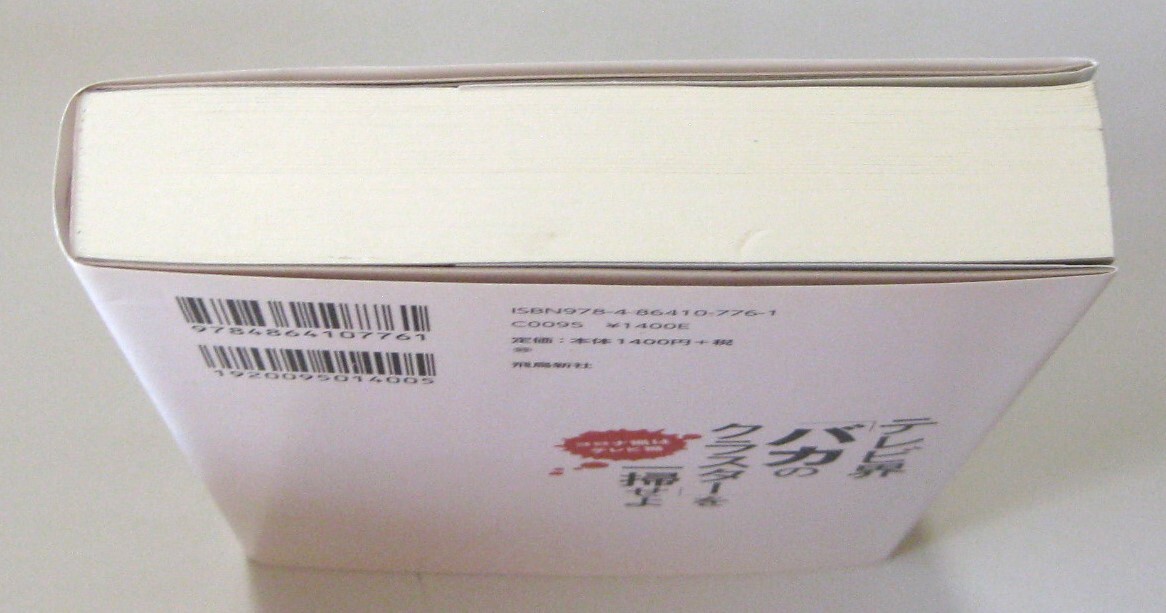 9784864107761
1920095014005
ISBN978-4-86410-776-1
C0095 ¥1400E
定価：本体1400円＋税
飛鳥新社
テレビ界
「バカの
クラスター」を
一掃せよ
コロナ禍は
テレビ禍